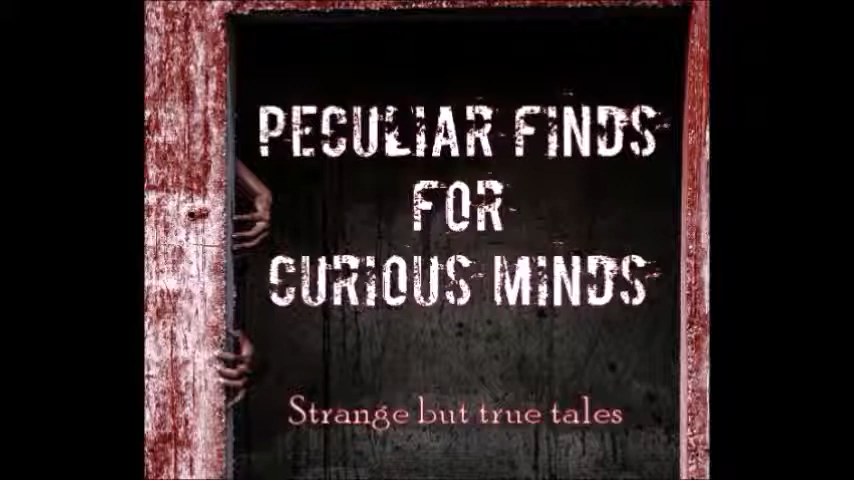 PECULIAR FINDS
FOR
CURIOUS MINDS
Strange but true tales